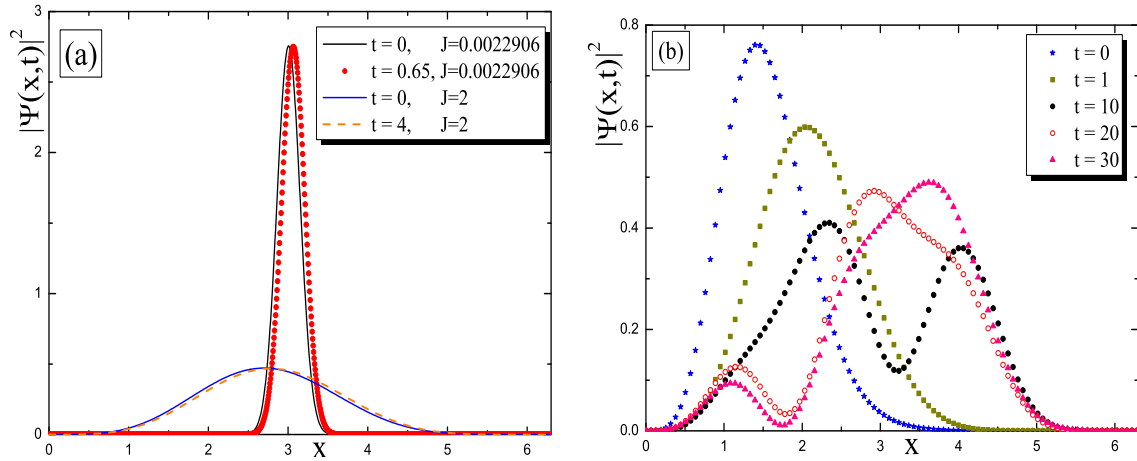 (a)
|Ψ(x,t)|²
t = 0, J=0.0022906
t = 0.65, J=0.0022906
t = 0, J=2
t = 4, J=2
3
2
1
0
0 1 2 3 4 5 6
x
(b)
|Ψ(x,t)|²
t = 0
t = 1
t = 10
t = 20
t = 30
0.8
0.6
0.4
0.2
0.0
0 1 2 3 4 5 6
x